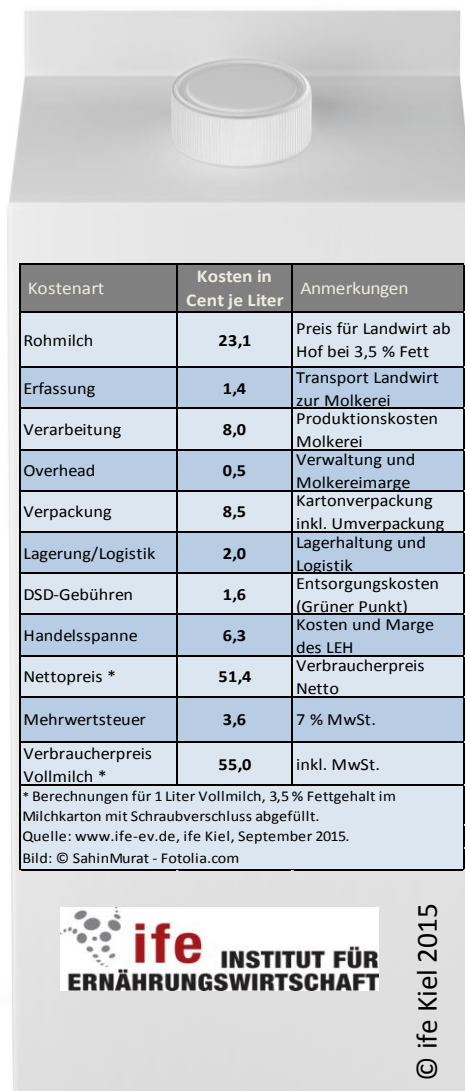 Kostenart
Kosten in
Cent je Liter
Anmerkungen
Rohmilch
23,1
Preis für Landwirt ab
Hof bei 3,5 % Fett
Erfassung
1,4
Transport Landwirt
zur Molkerei
Verarbeitung
8,0
Produktionskosten
Molkerei
Overhead
0,5
Verwaltung und
Molkereimarge
Verpackung
8,5
Kartonverpackung
inkl. Umverpackung
Lagerung/Logistik
2,0
Lagerhaltung und
Logistik
DSD-Gebühren
1,6
Entsorgungskosten
(Grüner Punkt)
Handelsspanne
6,3
Kosten und Marge
des LEH
Nettopreis *
51,4
Verbraucherpreis
Netto
Mehrwertsteuer
3,6
7 % MwSt.
Verbraucherpreis
Vollmilch *
55,0
inkl. MwSt.
* Berechnungen für 1 Liter Vollmilch, 3,5 % Fettgehalt im
Milchkarton mit Schraubverschluss abgefüllt.
Quelle: www.ife-ev.de, ife Kiel, September 2015.
Bild: © SahinMurat - Fotolia.com
ife INSTITUT FÜR
ERNÄHRUNGSWIRTSCHAFT
© ife Kiel 2015